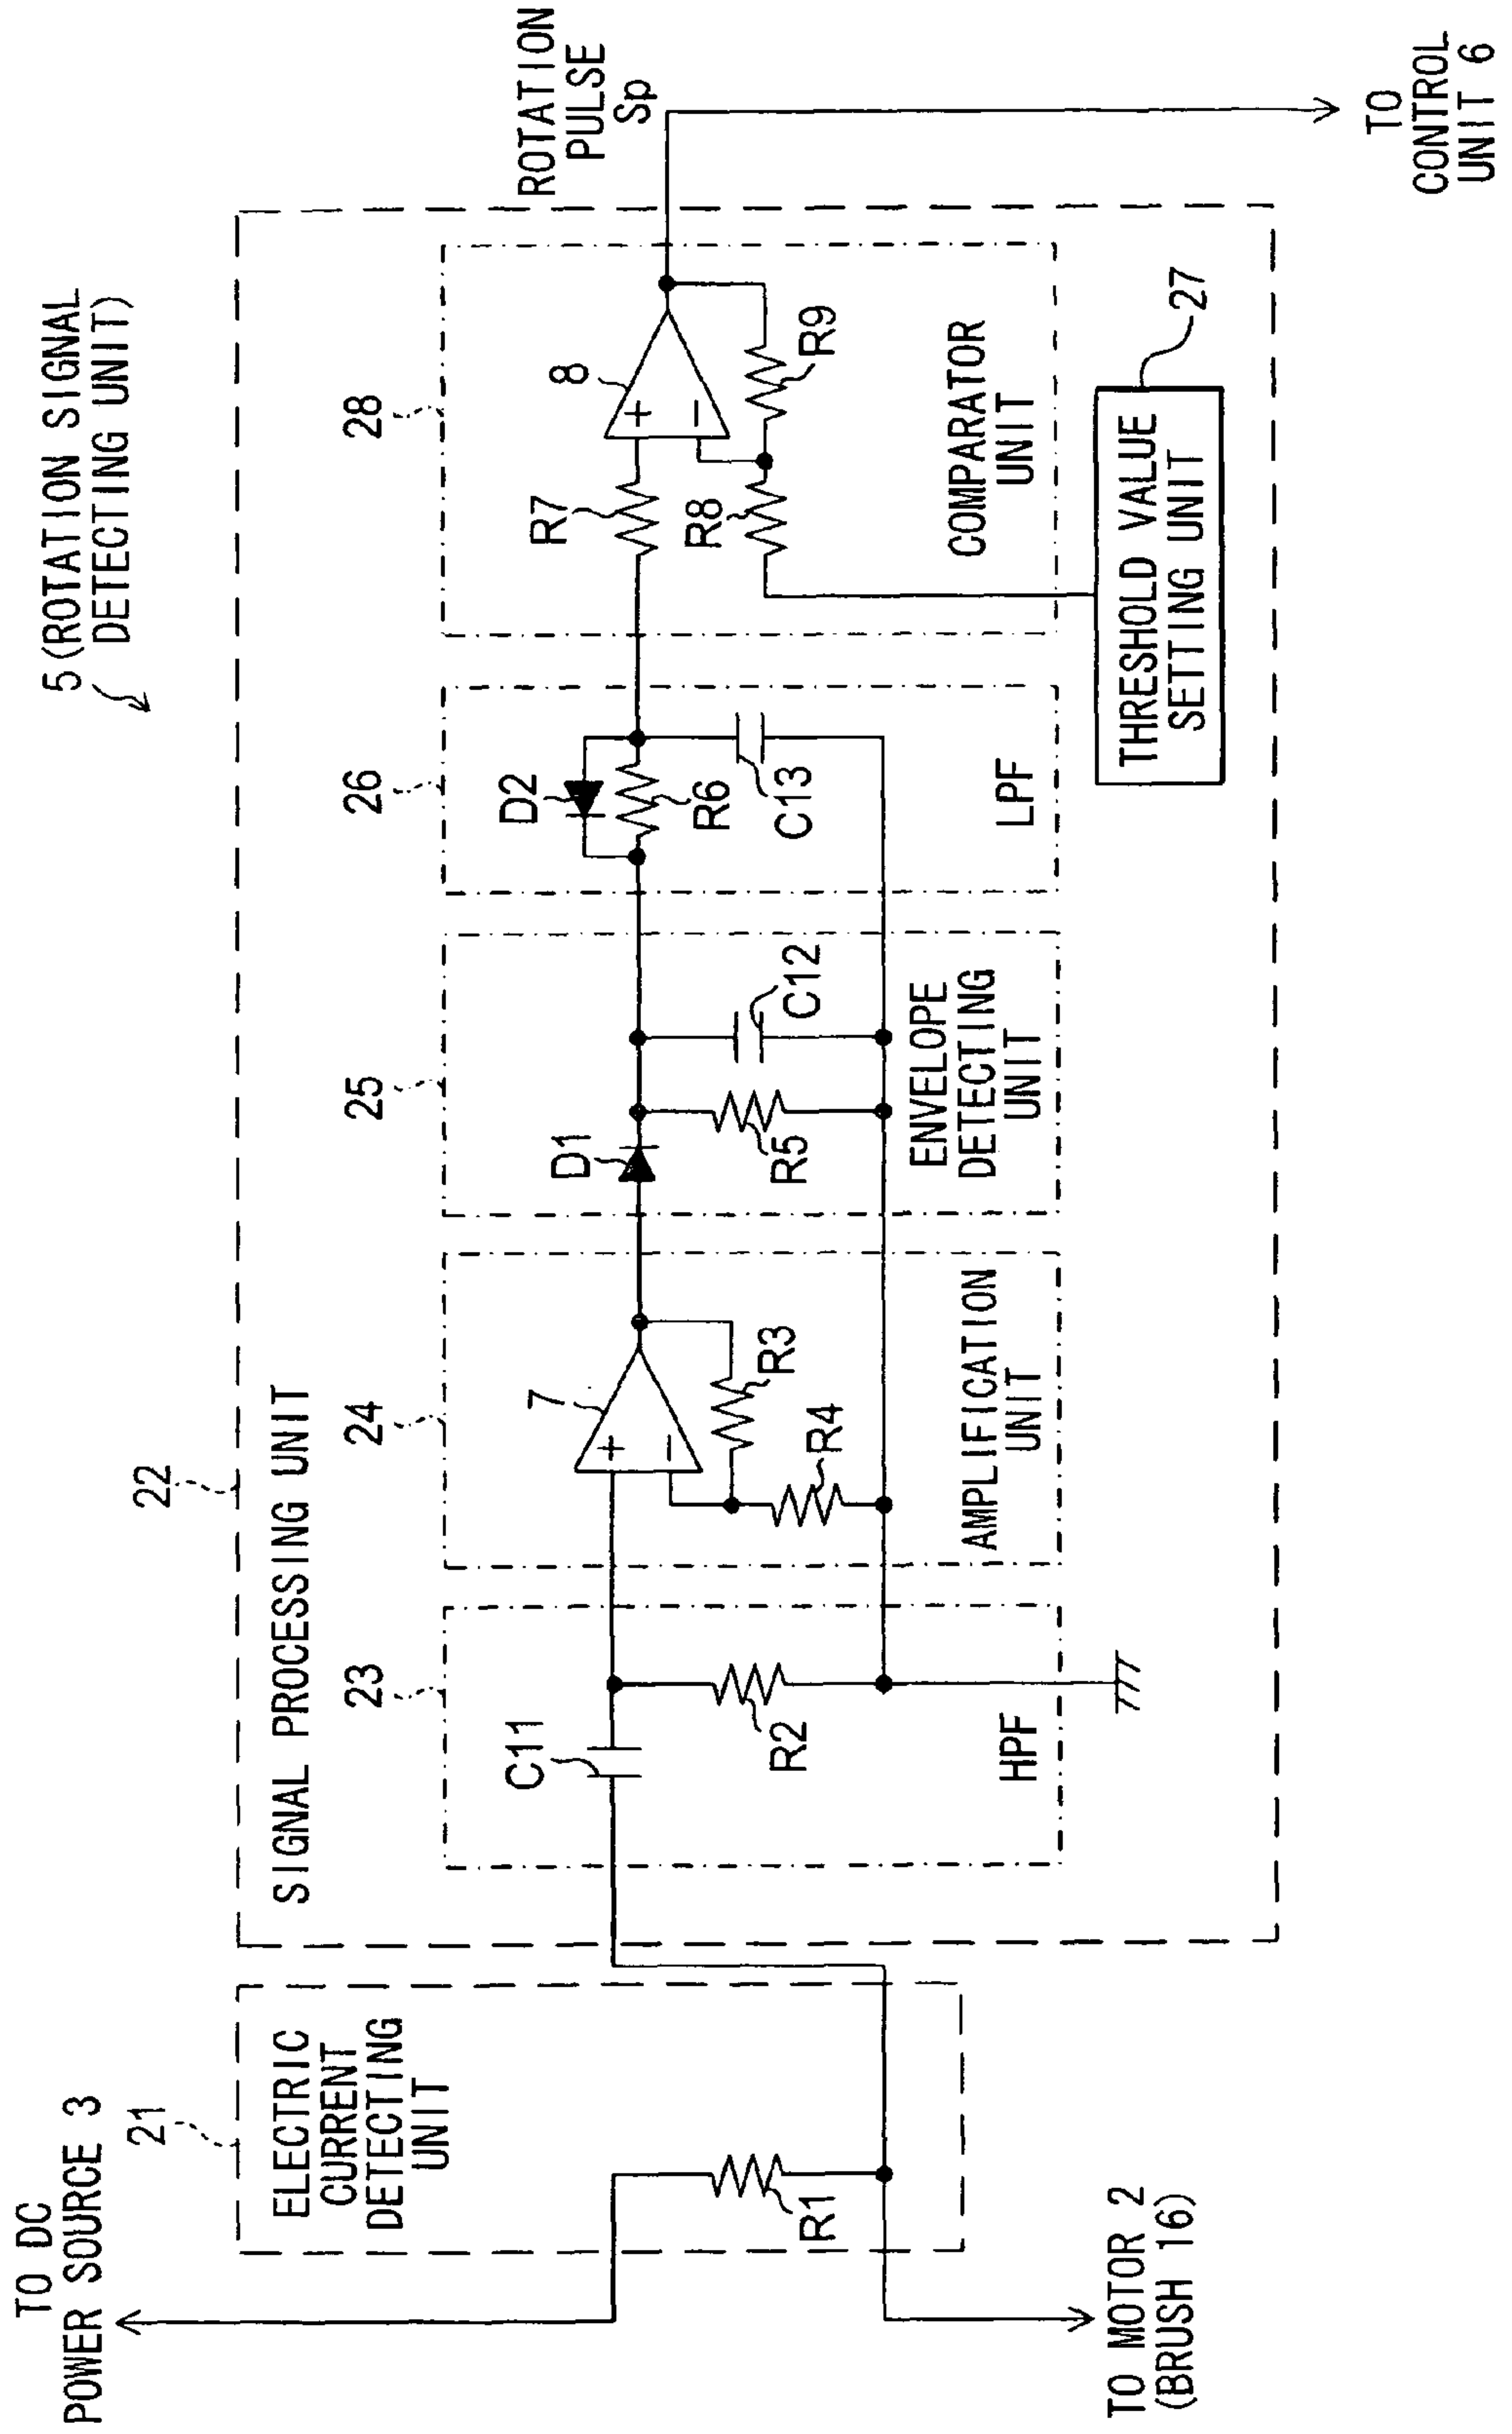 5(ROTATION SIGNAL
DETECTING UNIT)
TO DC
POWER SOURCE 3
21
ELECTRIC
CURRENT
DETECTING
UNIT
R1
TO MOTOR 2
(BRUSH 16)
22
SIGNAL PROCESSING UNIT
23
C11
R2
HPF
24
7
+
−
R3
R4
AMPLIFICATION
UNIT
25
D1
R5
C12
ENVELOPE
DETECTING
UNIT
26
D2
R6
C13
LPF
28
R7
8
+
−
R8
R9
COMPARATOR
UNIT
THRESHOLD VALUE
SETTING UNIT
27
ROTATION
PULSE
Sp
TO
CONTROL
UNIT 6